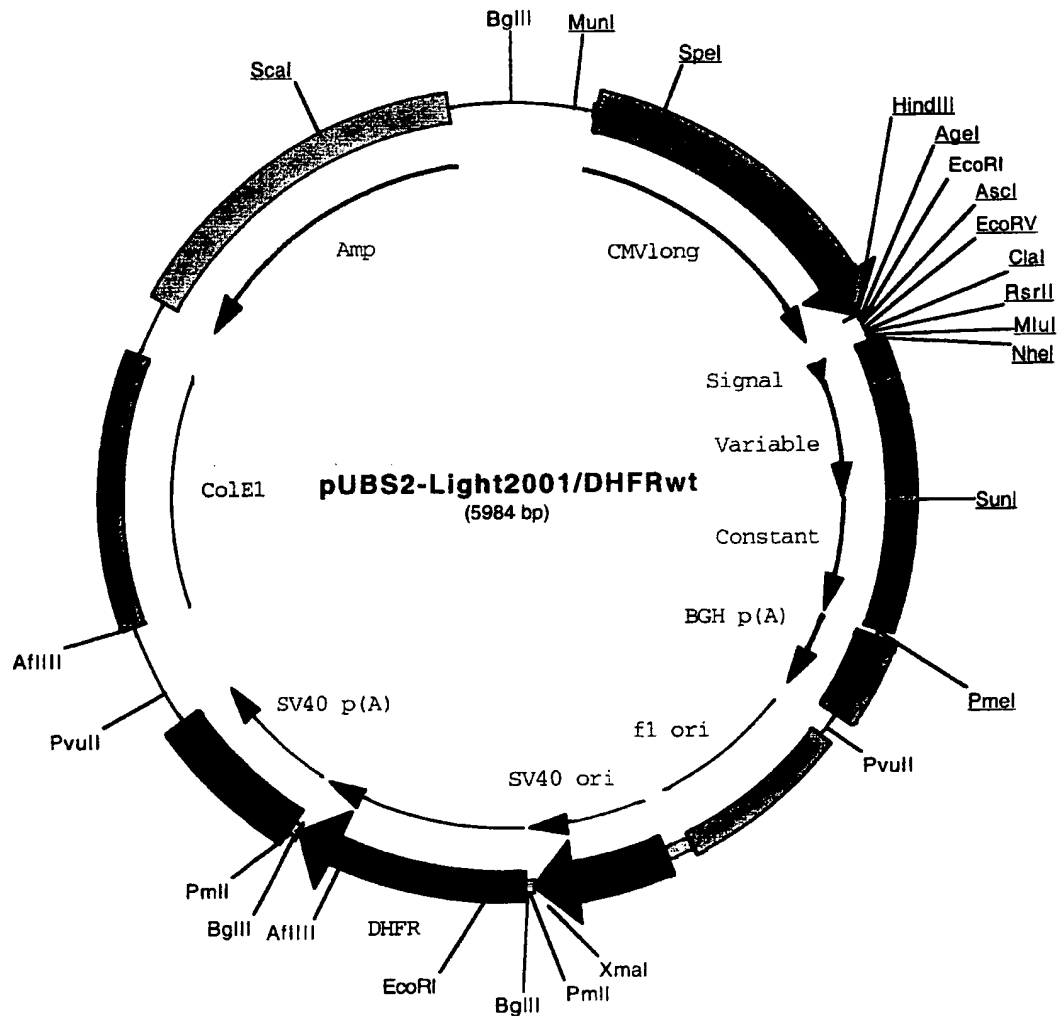 BglII
MunI
SpeI
ScaI
HindIII
AgeI
EcoRI
AscI
EcoRV
ClaI
RsrII
MluI
NheI
Amp
CMVlong
Signal
Variable
ColE1
pUBS2-Light2001/DHFRwt
(5984 bp)
SunI
Constant
BGH p(A)
AflIII
PmeI
SV40 p(A)
f1 ori
PvuII
PvuII
SV40 ori
PmlI
BglII
AflIII
DHFR
XmaI
EcoRI
PmlI
BglII